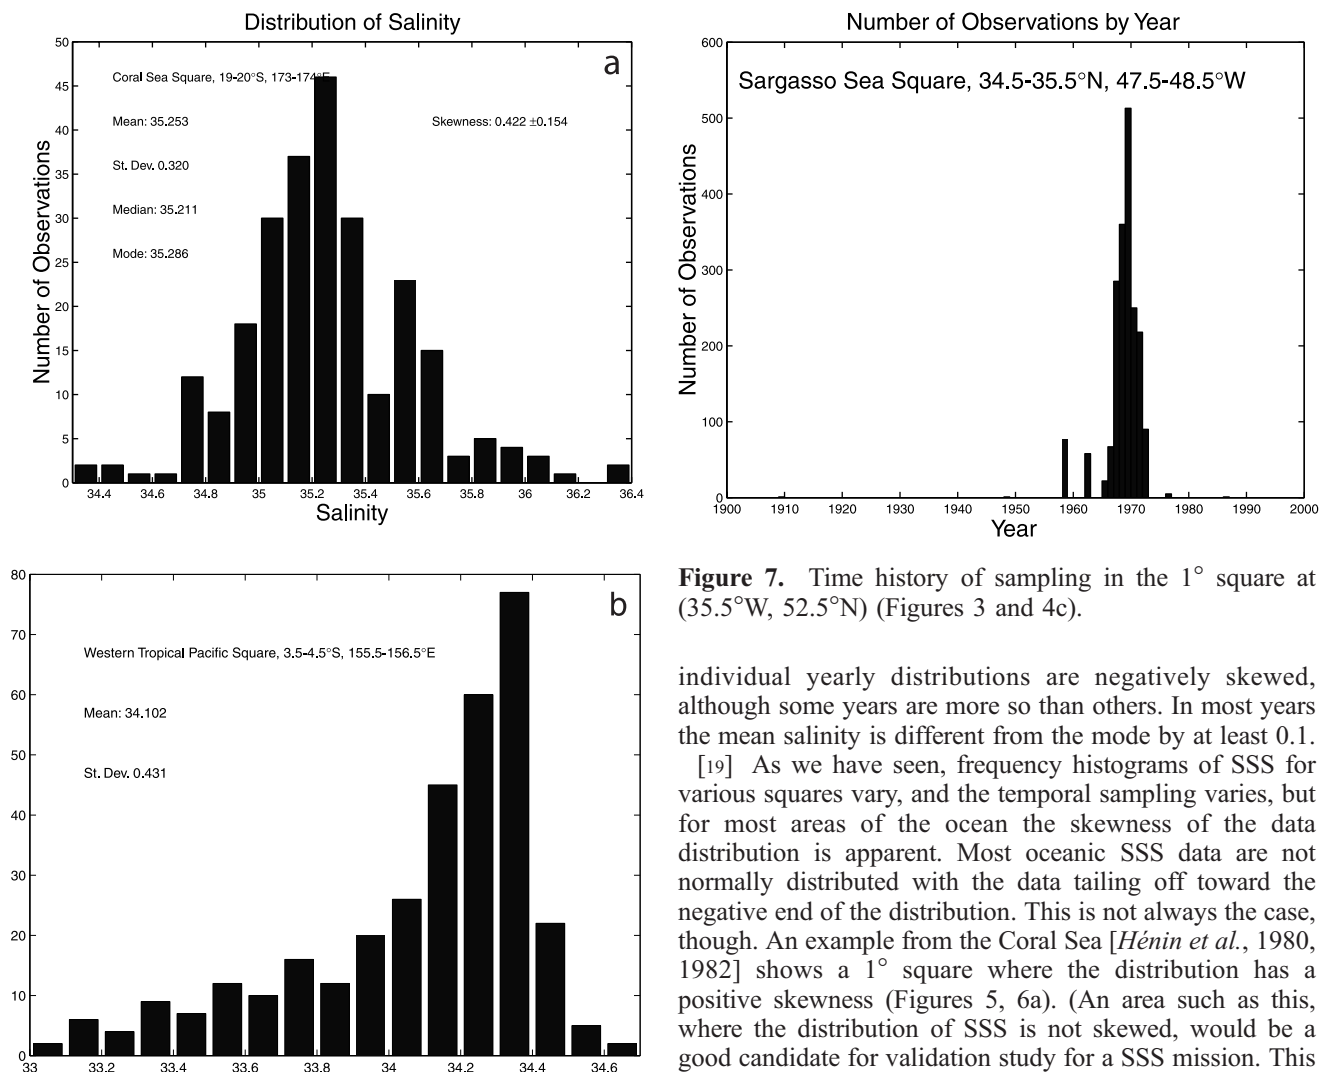 Distribution of Salinity
50
45
40
35
30
25
20
15
10
5
0
Number of Observations
a
Coral Sea Square, 19-20°S, 173-174°E
Mean: 35.253
Skewness: 0.422 ±0.154
St. Dev. 0.320
Median: 35.211
Mode: 35.286
34.4 34.6 34.8 35 35.2 35.4 35.6 35.8 36 36.2 36.4
Salinity
80
70
60
50
40
30
20
10
0
b
Western Tropical Pacific Square, 3.5-4.5°S, 155.5-156.5°E
Mean: 34.102
St. Dev. 0.431
33 33.2 33.4 33.6 33.8 34 34.2 34.4 34.6
Number of Observations by Year
600
500
400
300
200
100
0
Number of Observations
Sargasso Sea Square, 34.5-35.5°N, 47.5-48.5°W
1900 1910 1920 1930 1940 1950 1960 1970 1980 1990 2000
Year
Figure 7. Time history of sampling in the 1° square at
(35.5°W, 52.5°N) (Figures 3 and 4c).
individual yearly distributions are negatively skewed,
although some years are more so than others. In most years
the mean salinity is different from the mode by at least 0.1.
[19] As we have seen, frequency histograms of SSS for
various squares vary, and the temporal sampling varies, but
for most areas of the ocean the skewness of the data
distribution is apparent. Most oceanic SSS data are not
normally distributed with the data tailing off toward the
negative end of the distribution. This is not always the case,
though. An example from the Coral Sea [Hénin et al., 1980,
1982] shows a 1° square where the distribution has a
positive skewness (Figures 5, 6a). (An area such as this,
where the distribution of SSS is not skewed, would be a
good candidate for validation study for a SSS mission. This